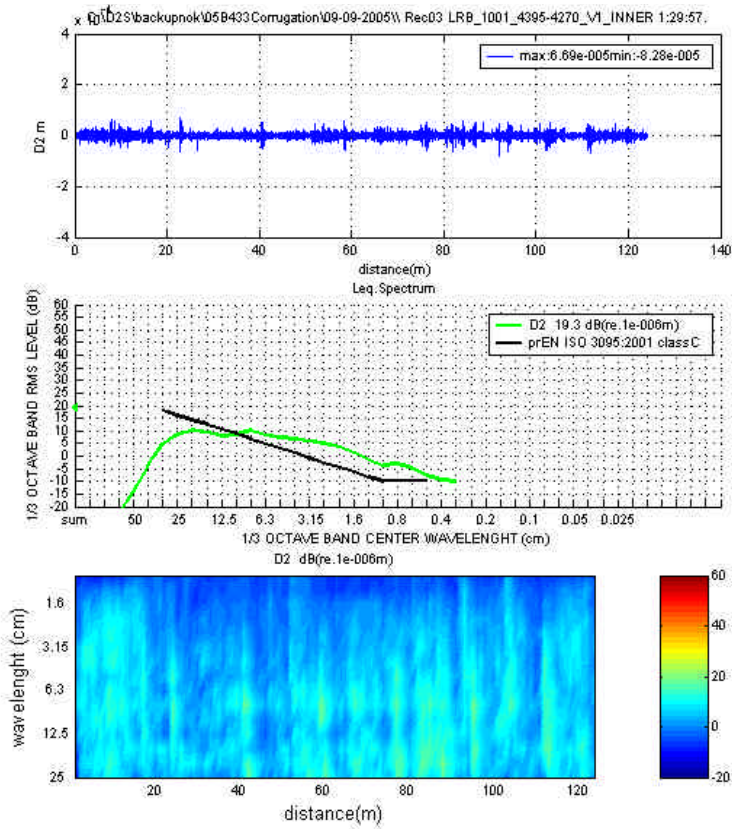 \D2S\backupnok\05B433Corrugation\09-09-2005\\ Rec03 LRB_1001_4395-4270_V1_INNER 1:29:57.
4
2
0
-2
-4
D2 m
max:6.69e-005min:-8.28e-005
0 20 40 60 80 100 120 140
distance(m)
Leq.Spectrum
60
55
50
45
40
35
30
25
20
15
10
5
0
-5
-10
-15
-20
1/3 OCTAVE BAND RMS LEVEL (dB)
D2 19.3 dB(re.1e-006m)
prEN ISO 3095:2001 classC
sum 50 25 12.5 6.3 3.15 1.6 0.8 0.4 0.2 0.1 0.05 0.025
1/3 OCTAVE BAND CENTER WAVELENGHT (cm)
D2 dB(re.1e-006m)
1.6
3.15
6.3
12.5
25
wavelenght (cm)
20 40 60 80 100 120
distance(m)
60
40
20
0
-20